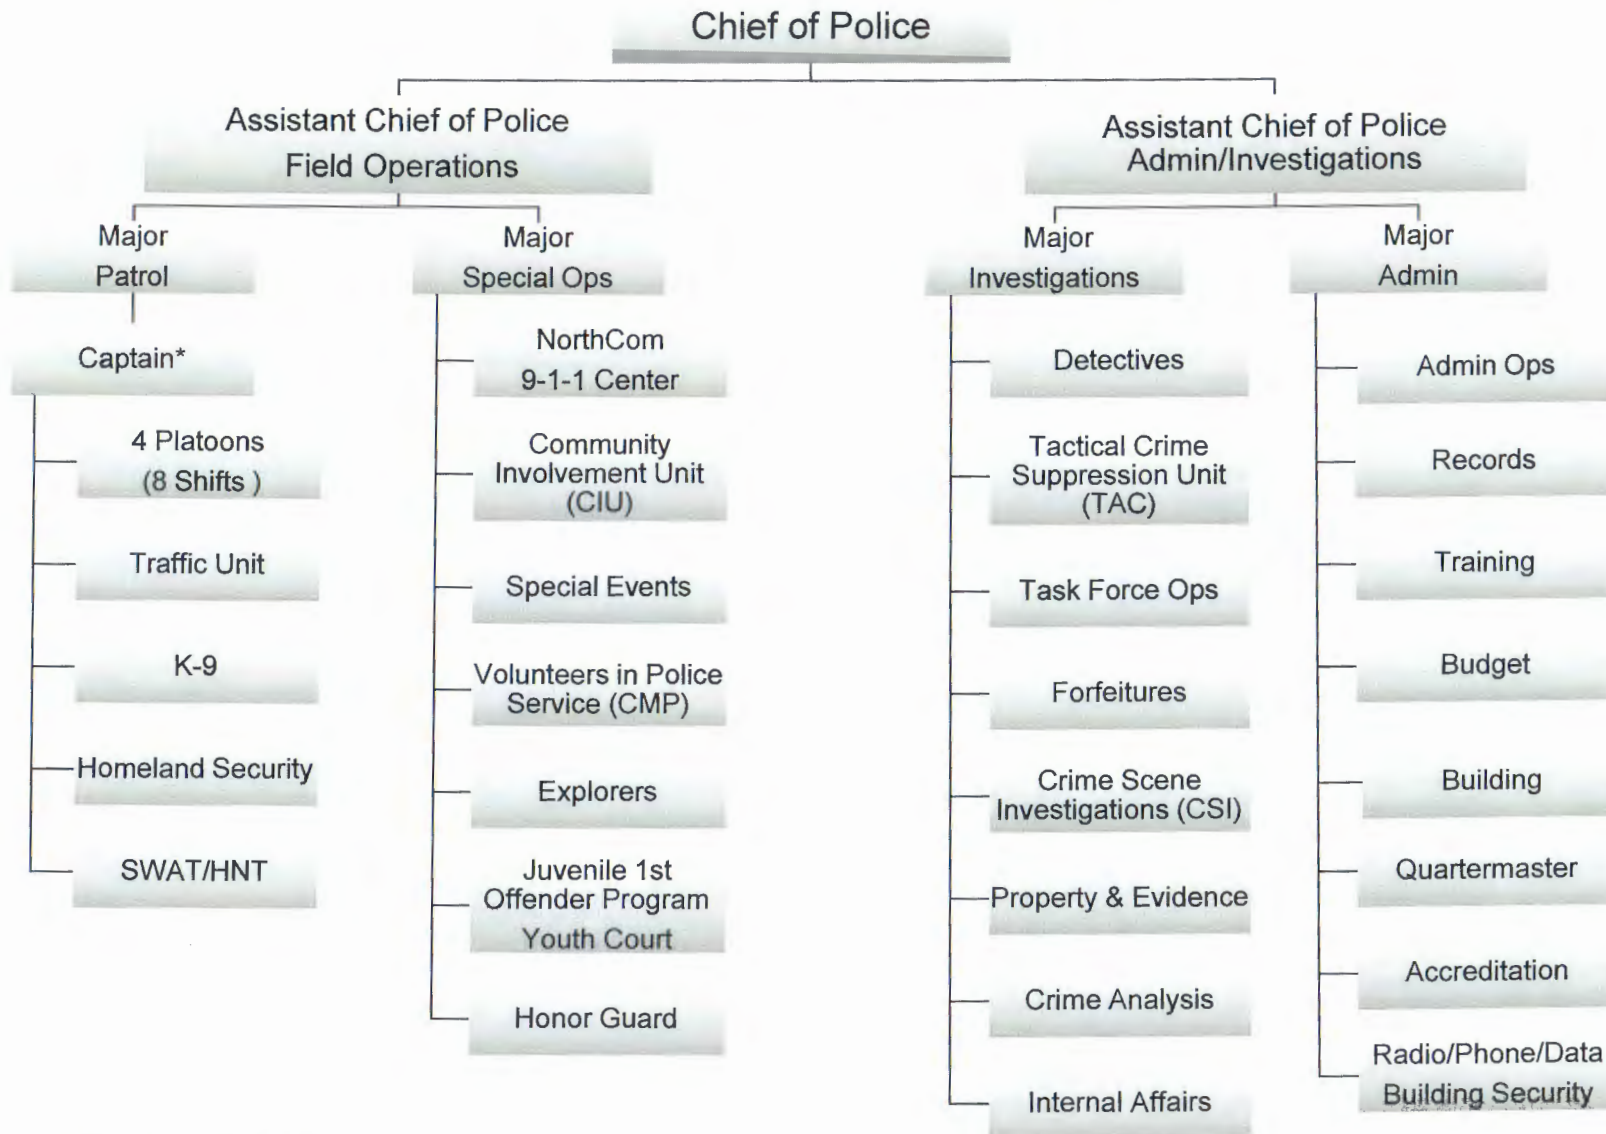 Chief of Police
Assistant Chief of Police
Field Operations
Assistant Chief of Police
Admin/Investigations
Major
Patrol
Major
Special Ops
Major
Investigations
Major
Admin
Captain*
4 Platoons
(8 Shifts )
Traffic Unit
K-9
Homeland Security
SWAT/HNT
NorthCom
9-1-1 Center
Community
Involvement Unit
(CIU)
Special Events
Volunteers in Police
Service (CMP)
Explorers
Juvenile 1st
Offender Program
Youth Court
Honor Guard
Detectives
Tactical Crime
Suppression Unit
(TAC)
Task Force Ops
Forfeitures
Crime Scene
Investigations (CSI)
Property & Evidence
Crime Analysis
Internal Affairs
Admin Ops
Records
Training
Budget
Building
Quartermaster
Accreditation
Radio/Phone/Data
Building Security